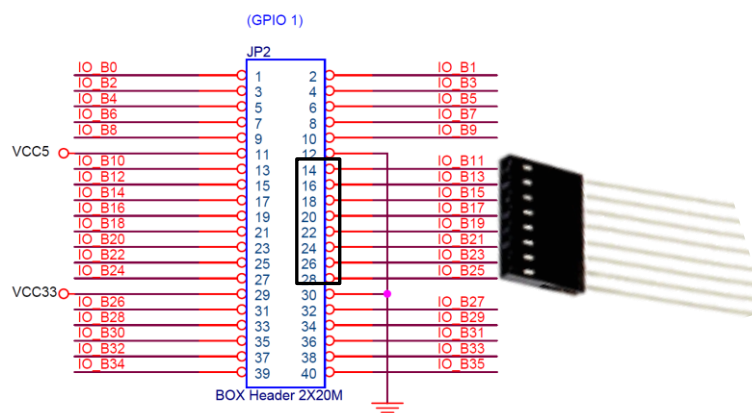 (GPIO 1)
JP2
IO_B0 1 2 IO_B1
IO_B2 3 4 IO_B3
IO_B4 5 6 IO_B5
IO_B6 7 8 IO_B7
IO_B8 9 10 IO_B9
VCC5 11 12
IO_B10 13 14 IO_B11
IO_B12 15 16 IO_B13
IO_B14 17 18 IO_B15
IO_B16 19 20 IO_B17
IO_B18 21 22 IO_B19
IO_B20 23 24 IO_B21
IO_B22 25 26 IO_B23
IO_B24 27 28 IO_B25
VCC33 29 30
IO_B26 31 32 IO_B27
IO_B28 33 34 IO_B29
IO_B30 35 36 IO_B31
IO_B32 37 38 IO_B33
IO_B34 39 40 IO_B35
BOX Header 2X20M